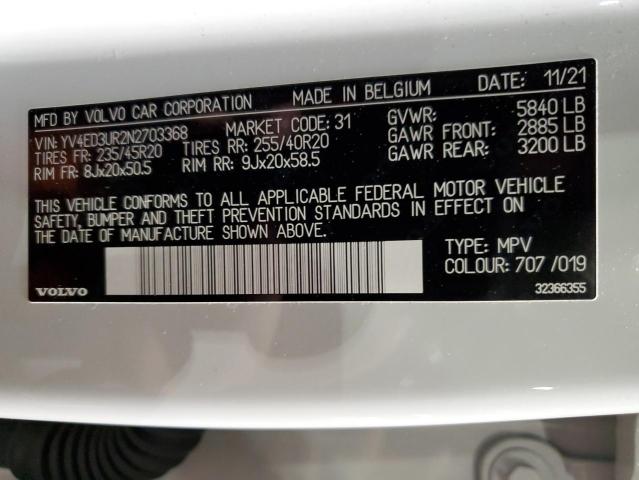 MFD BY VOLVO CAR CORPORATION MADE IN BELGIUM DATE: 11/21
VIN: YV4ED3UR2N2703368 MARKET CODE: 31 GVWR: 5840 LB
TIRES FR: 235/45R20 TIRES RR: 255/40R20 GAWR FRONT: 2885 LB
RIM FR: 8Jx20x50.5 RIM RR: 9Jx20x58.5 GAWR REAR: 3200 LB
THIS VEHICLE CONFORMS TO ALL APPLICABLE FEDERAL MOTOR VEHICLE
SAFETY, BUMPER AND THEFT PREVENTION STANDARDS IN EFFECT ON
THE DATE OF MANUFACTURE SHOWN ABOVE.
TYPE: MPV
COLOUR: 707 /019
VOLVO 32366355